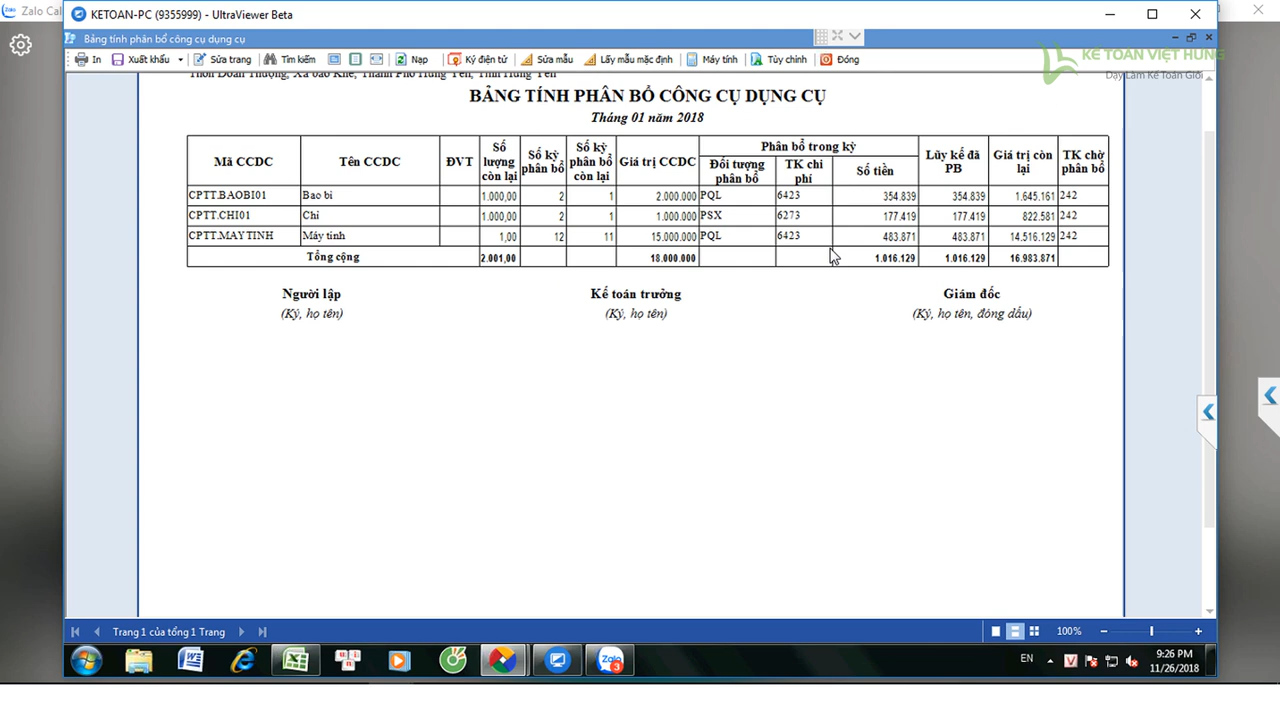 Zalo Cal
KETOAN-PC (9355999) - UltraViewer Beta
Bảng tính phân bổ công cụ dụng cụ
KẾ TOÁN VIỆT HƯNG
Dạy Làm Kế Toán Giỏi
In Xuất khẩu Sửa trang Tìm kiếm Nạp Ký điện tử Sửa mẫu Lấy mẫu mặc định Máy tính Tùy chỉnh Đóng
BẢNG TÍNH PHÂN BỔ CÔNG CỤ DỤNG CỤ
Tháng 01 năm 2018
Mã CCDC Tên CCDC ĐVT Số lượng còn lại Số kỳ phân bổ Số kỳ phân bổ còn lại Giá trị CCDC Phân bổ trong kỳ Lũy kế đã PB Giá trị còn lại TK chờ phân bổ
Đối tượng phân bổ TK chi phí Số tiền
CPTT.BAOBI01 Bao bì 1.000,00 2 1 2.000.000 PQL 6423 354.839 354.839 1.645.161 242
CPTT.CHI01 Chỉ 1.000,00 2 1 1.000.000 PSX 6273 177.419 177.419 822.581 242
CPTT.MAYTINH Máy tính 1,00 12 11 15.000.000 PQL 6423 483.871 483.871 14.516.129 242
Tổng cộng 2.001,00 18.000.000 1.016.129 1.016.129 16.983.871
Người lập Kế toán trưởng Giám đốc
(Ký, họ tên) (Ký, họ tên) (Ký, họ tên, đóng dấu)
Trang 1 của tổng 1 Trang 100%
EN 9:26 PM
11/26/2018